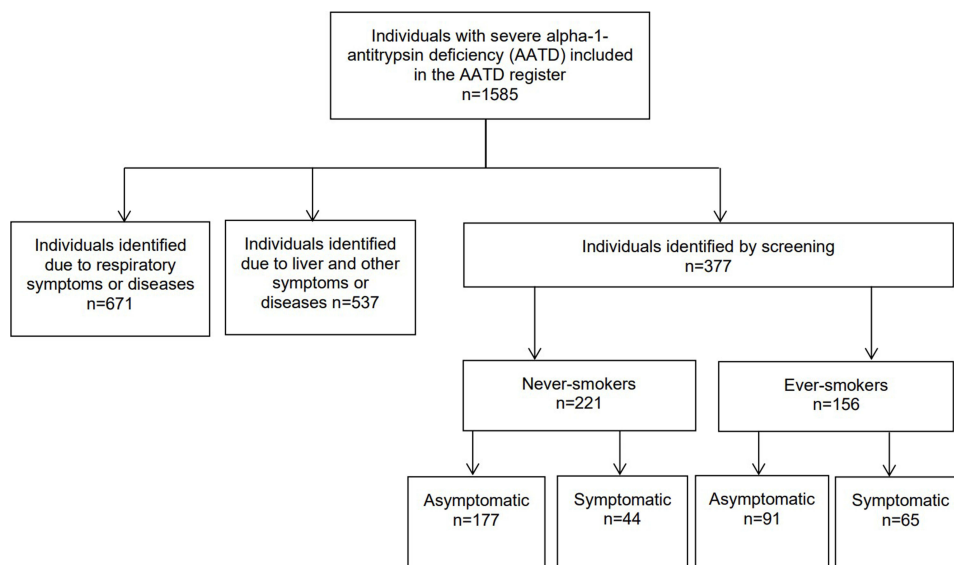 Individuals with severe alpha-1-
antitrypsin deficiency (AATD) included
in the AATD register
n=1585
Individuals identified
due to respiratory
symptoms or diseases
n=671
Individuals identified
due to liver and other
symptoms or
diseases n=537
Individuals identified by screening
n=377
Never-smokers
n=221
Ever-smokers
n=156
Asymptomatic
n=177
Symptomatic
n=44
Asymptomatic
n=91
Symptomatic
n=65